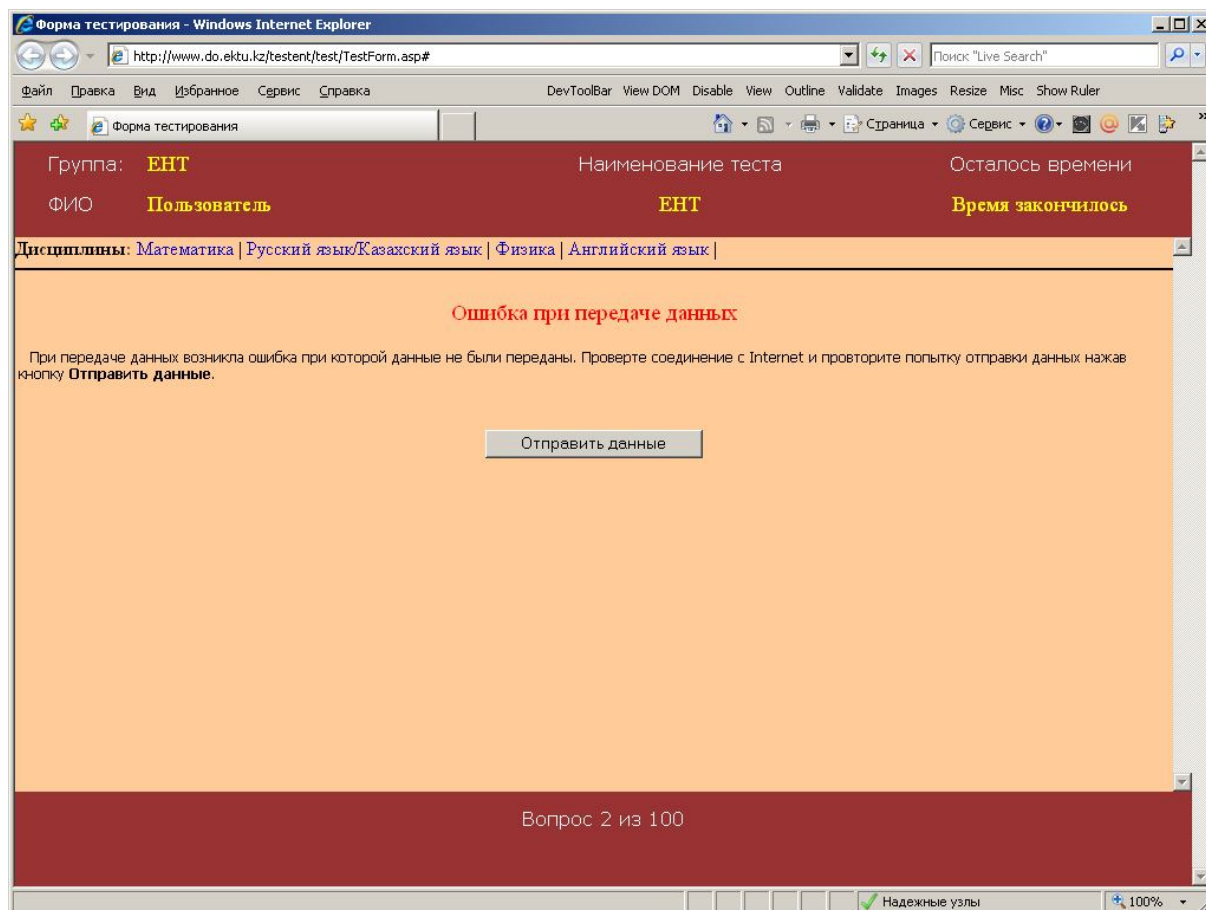 Форма тестирования - Windows Internet Explorer
http://www.do.ektu.kz/testent/test/TestForm.asp#
Поиск "Live Search"
Файл Правка Вид Избранное Сервис Справка DevToolBar View DOM Disable View Outline Validate Images Resize Misc Show Ruler
Форма тестирования Страница Сервис
Группа: ЕНТ Наименование теста Осталось времени
ФИО Пользователь ЕНТ Время закончилось
Дисциплины: Математика | Русский язык/Казахский язык | Физика | Английский язык |
Ошибка при передаче данных
При передаче данных возникла ошибка при которой данные не были переданы. Проверте соединение с Internet и провторите попытку отправки данных нажав
кнопку Отправить данные.
Отправить данные
Вопрос 2 из 100
Надежные узлы 100%